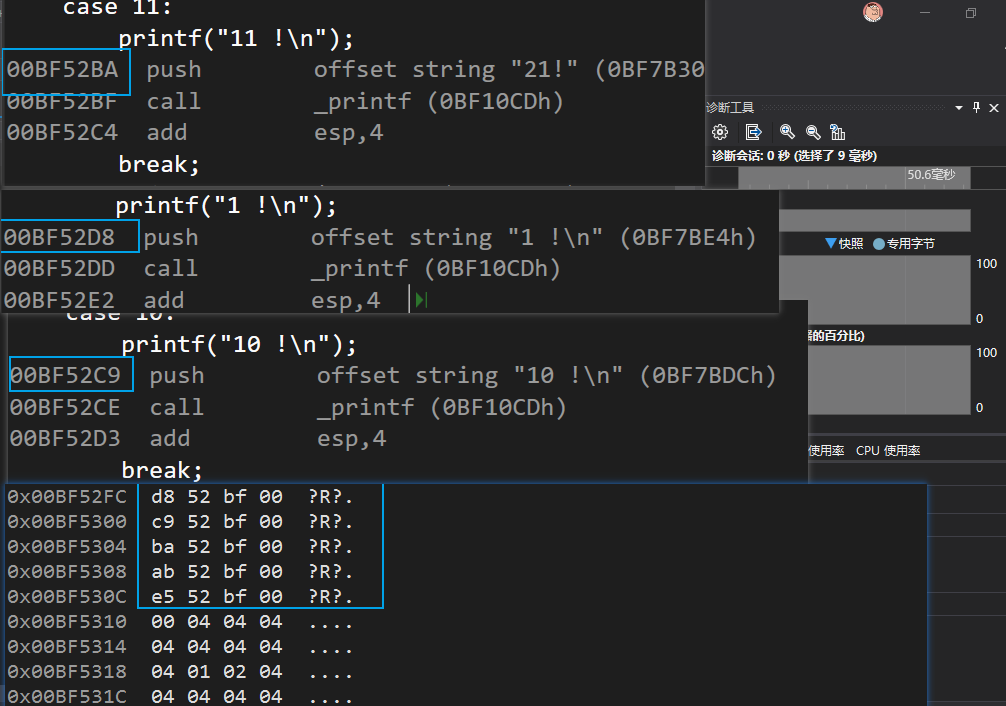 case 11:
printf("11 !\n");
00BF52BA push offset string "21!" (0BF7B30
00BF52BF call _printf (0BF10CDh)
00BF52C4 add esp,4
break;
printf("1 !\n");
00BF52D8 push offset string "1 !\n" (0BF7BE4h)
00BF52DD call _printf (0BF10CDh)
00BF52E2 add esp,4
case 10:
printf("10 !\n");
00BF52C9 push offset string "10 !\n" (0BF7BDCh)
00BF52CE call _printf (0BF10CDh)
00BF52D3 add esp,4
break;
0x00BF52FC d8 52 bf 00 ?R?.
0x00BF5300 c9 52 bf 00 ?R?.
0x00BF5304 ba 52 bf 00 ?R?.
0x00BF5308 ab 52 bf 00 ?R?.
0x00BF530C e5 52 bf 00 ?R?.
0x00BF5310 00 04 04 04 ....
0x00BF5314 04 04 04 04 ....
0x00BF5318 04 01 02 04 ....
0x00BF531C 04 04 04 04 ....
诊断工具
诊断会话: 0 秒 (选择了 9 毫秒)
50.6毫秒
快照 专用字节
100
0
的百分比)
100
0
使用率 CPU 使用率